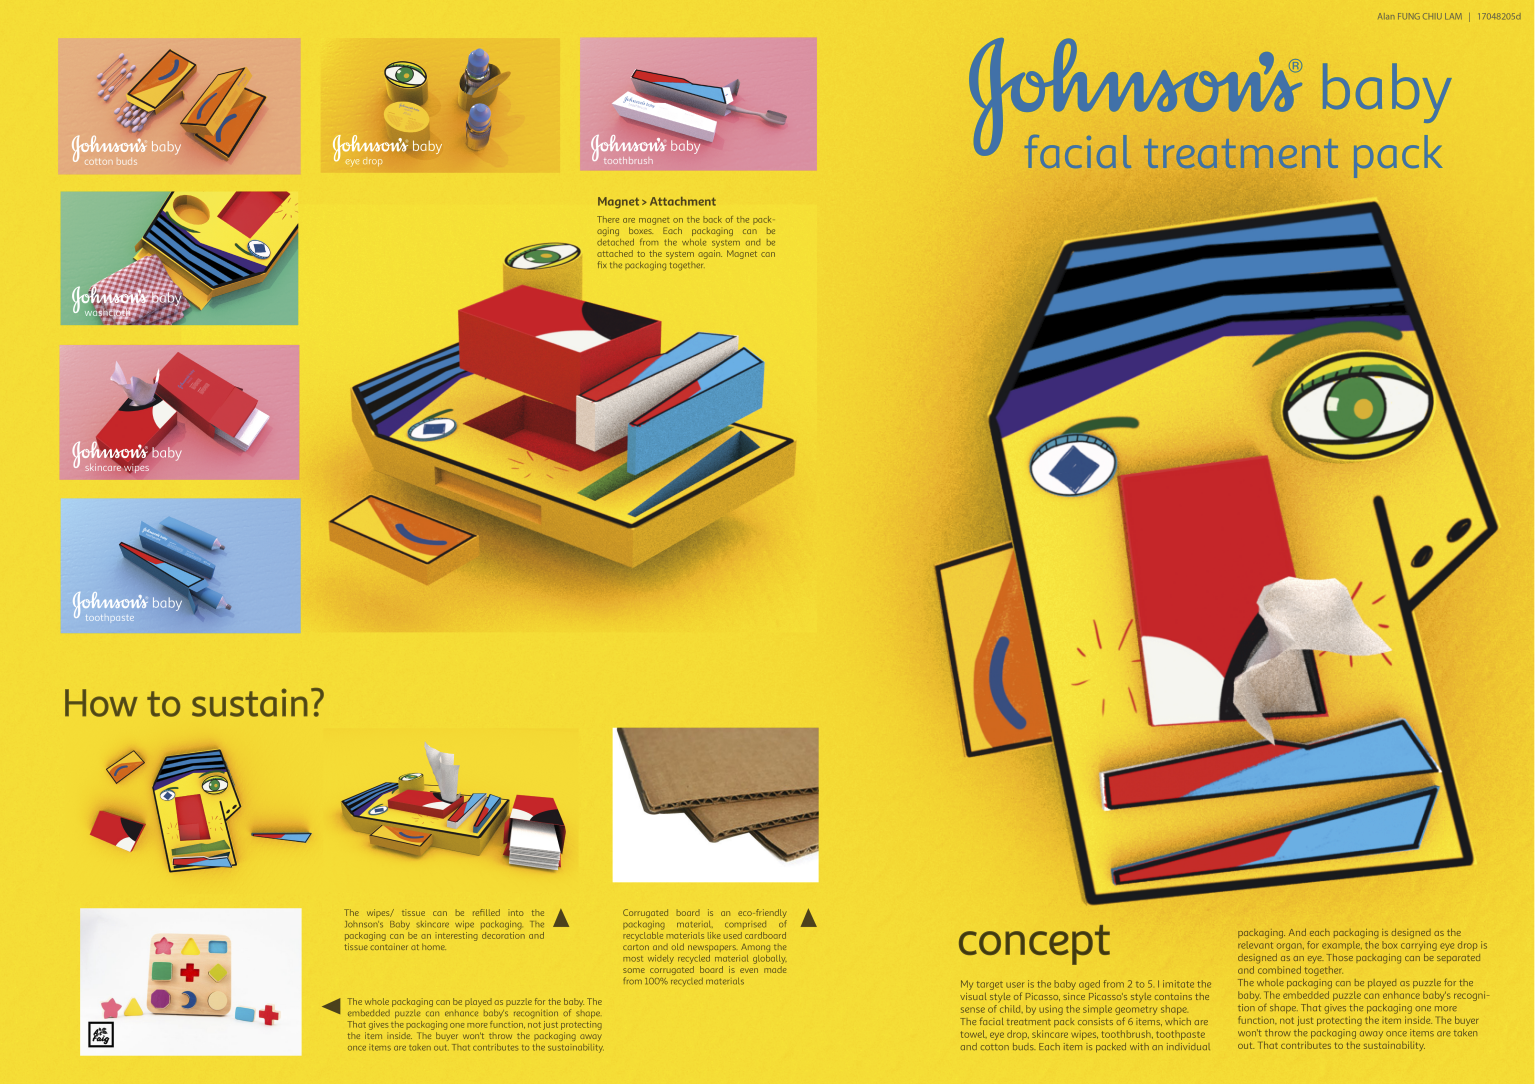 Alan FUNG CHIU LAM | 17048205d
Johnson's® baby
facial treatment pack
Johnson's® baby
cotton buds
Johnson's® baby
eye drop
Johnson's® baby
toothbrush
Johnson's® baby
washcloth
Johnson's® baby
skincare wipes
Johnson's® baby
toothpaste
Magnet > Attachment
There are magnet on the back of the pack-
aging boxes. Each packaging can be
detached from the whole system and be
attached to the system again. Magnet can
fix the packaging together.
How to sustain?
The wipes/ tissue can be refilled into the
Johnson's Baby skincare wipe packaging. The
packaging can be an interesting decoration and
tissue container at home.
Corrugated board is an eco-friendly
packaging material, comprised of
recyclable materials like used cardboard
carton and old newspapers. Among the
most widely recycled material globally,
some corrugated board is even made
from 100% recycled materials
The whole packaging can be played as puzzle for the baby. The
embedded puzzle can enhance baby's recognition of shape.
That gives the packaging one more function, not just protecting
the item inside. The buyer won't throw the packaging away
once items are taken out. That contributes to the sustainability.
concept
My target user is the baby aged from 2 to 5. I imitate the
visual style of Picasso, since Picasso's style contains the
sense of child, by using the simple geometry shape.
The facial treatment pack consists of 6 items, which are
towel, eye drop, skincare wipes, toothbrush, toothpaste
and cotton buds. Each item is packed with an individual
packaging. And each packaging is designed as the
relevant organ, for example, the box carrying eye drop is
designed as an eye. Those packaging can be separated
and combined together.
The whole packaging can be played as puzzle for the
baby. The embedded puzzle can enhance baby's recogni-
tion of shape. That gives the packaging one more
function, not just protecting the item inside. The buyer
won't throw the packaging away once items are taken
out. That contributes to the sustainability.